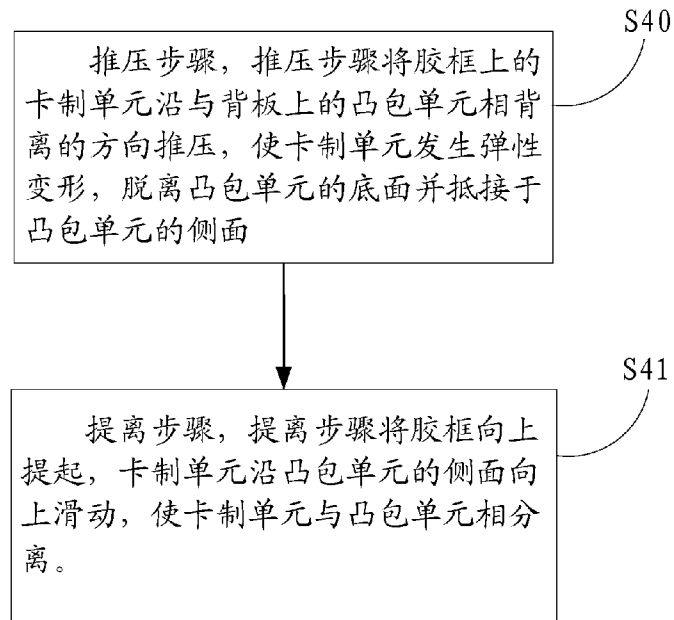 S40
推压步骤，推压步骤将胶框上的
卡制单元沿与背板上的凸包单元相背
离的方向推压，使卡制单元发生弹性
变形，脱离凸包单元的底面并抵接于
凸包单元的侧面
S41
提离步骤，提离步骤将胶框向上
提起，卡制单元沿凸包单元的侧面向
上滑动，使卡制单元与凸包单元相分
离。